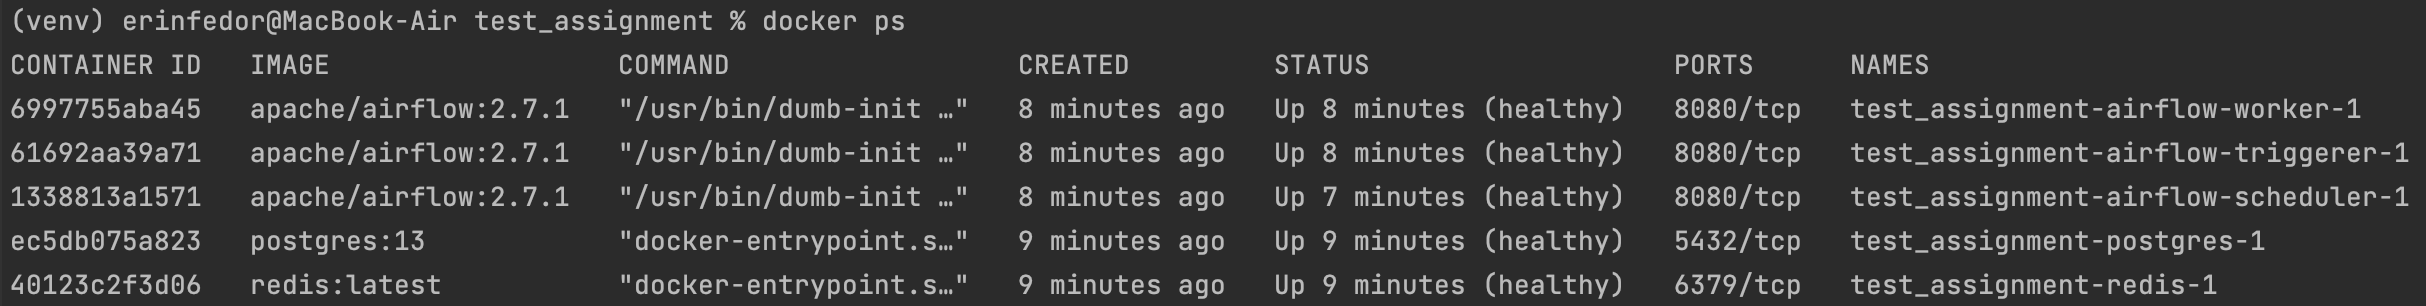 (venv) erinfedor@MacBook-Air test_assignment % docker ps
CONTAINER ID   IMAGE                  COMMAND                  CREATED         STATUS                   PORTS      NAMES
6997755aba45   apache/airflow:2.7.1   "/usr/bin/dumb-init …"   8 minutes ago   Up 8 minutes (healthy)   8080/tcp   test_assignment-airflow-worker-1
61692aa39a71   apache/airflow:2.7.1   "/usr/bin/dumb-init …"   8 minutes ago   Up 8 minutes (healthy)   8080/tcp   test_assignment-airflow-triggerer-1
1338813a1571   apache/airflow:2.7.1   "/usr/bin/dumb-init …"   8 minutes ago   Up 7 minutes (healthy)   8080/tcp   test_assignment-airflow-scheduler-1
ec5db075a823   postgres:13            "docker-entrypoint.s…"   9 minutes ago   Up 9 minutes (healthy)   5432/tcp   test_assignment-postgres-1
40123c2f3d06   redis:latest           "docker-entrypoint.s…"   9 minutes ago   Up 9 minutes (healthy)   6379/tcp   test_assignment-redis-1